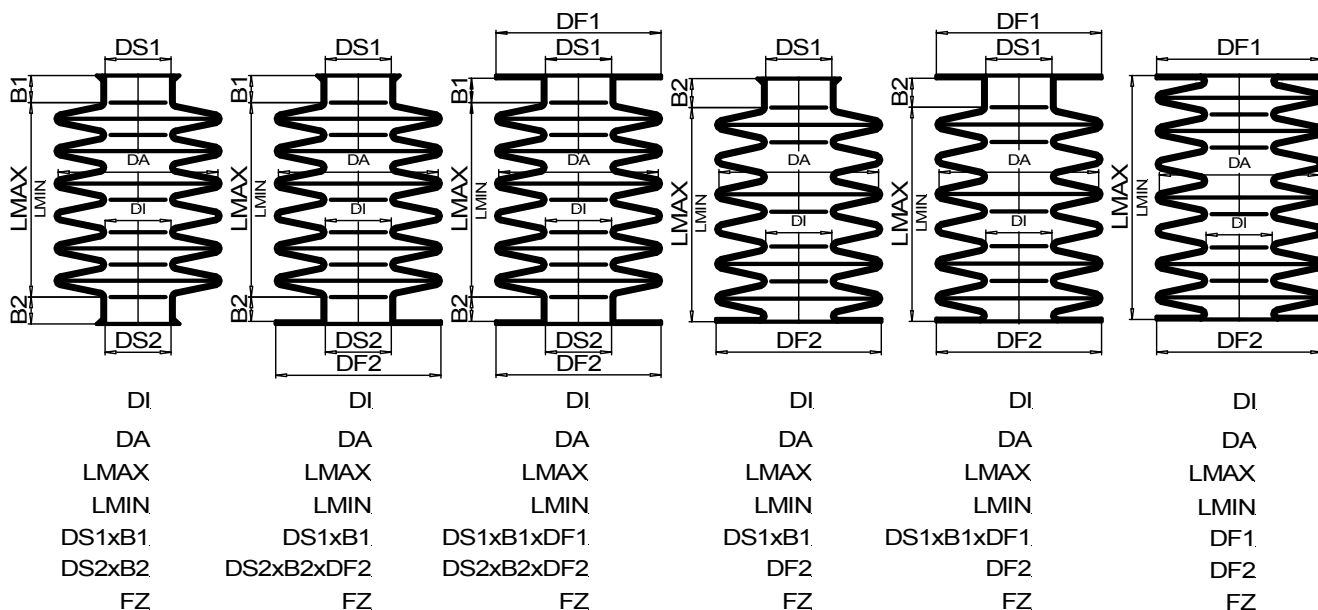 DF1
DS1 DS1 DS1 DS1 DF1 DS1 DF1
B1 B1 B1 B2 B2
DA DA DA DA DA DA
LMAX LMIN LMAX LMIN LMAX LMIN LMAX LMIN LMAX LMIN LMAX LMIN
DI DI DI DI DI DI
B2 B2 B2
DS2 DS2 DS2 DF2 DF2 DF2
DF2 DF2
DI DI DI DI DI DI
DA DA DA DA DA DA
LMAX LMAX LMAX LMAX LMAX LMAX
LMIN LMIN LMIN LMIN LMIN LMIN
DS1xB1 DS1xB1 DS1xB1xDF1 DS1xB1 DS1xB1xDF1 DF1
DS2xB2 DS2xB2xDF2 DS2xB2xDF2 DF2 DF2 DF2
FZ FZ FZ FZ FZ FZ